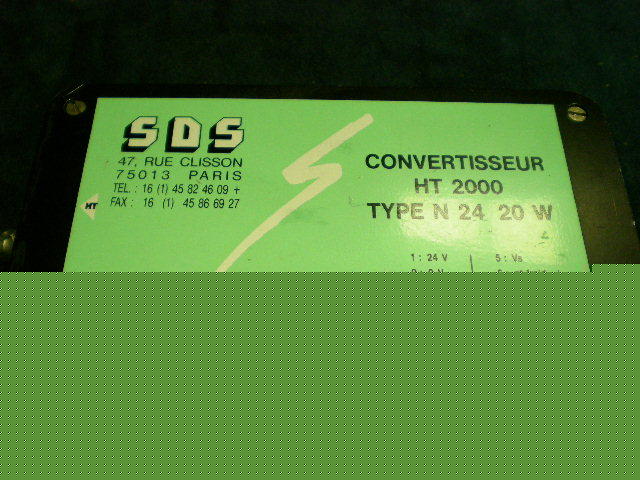 SDS
47, RUE CLISSON
75013 PARIS
TEL. : 16 (1) 45 82 46 09 +
FAX : 16 (1) 45 86 69 27
HT
CONVERTISSEUR
HT 2000
TYPE N 24 20 W
1 : 24 V
5 : Vs